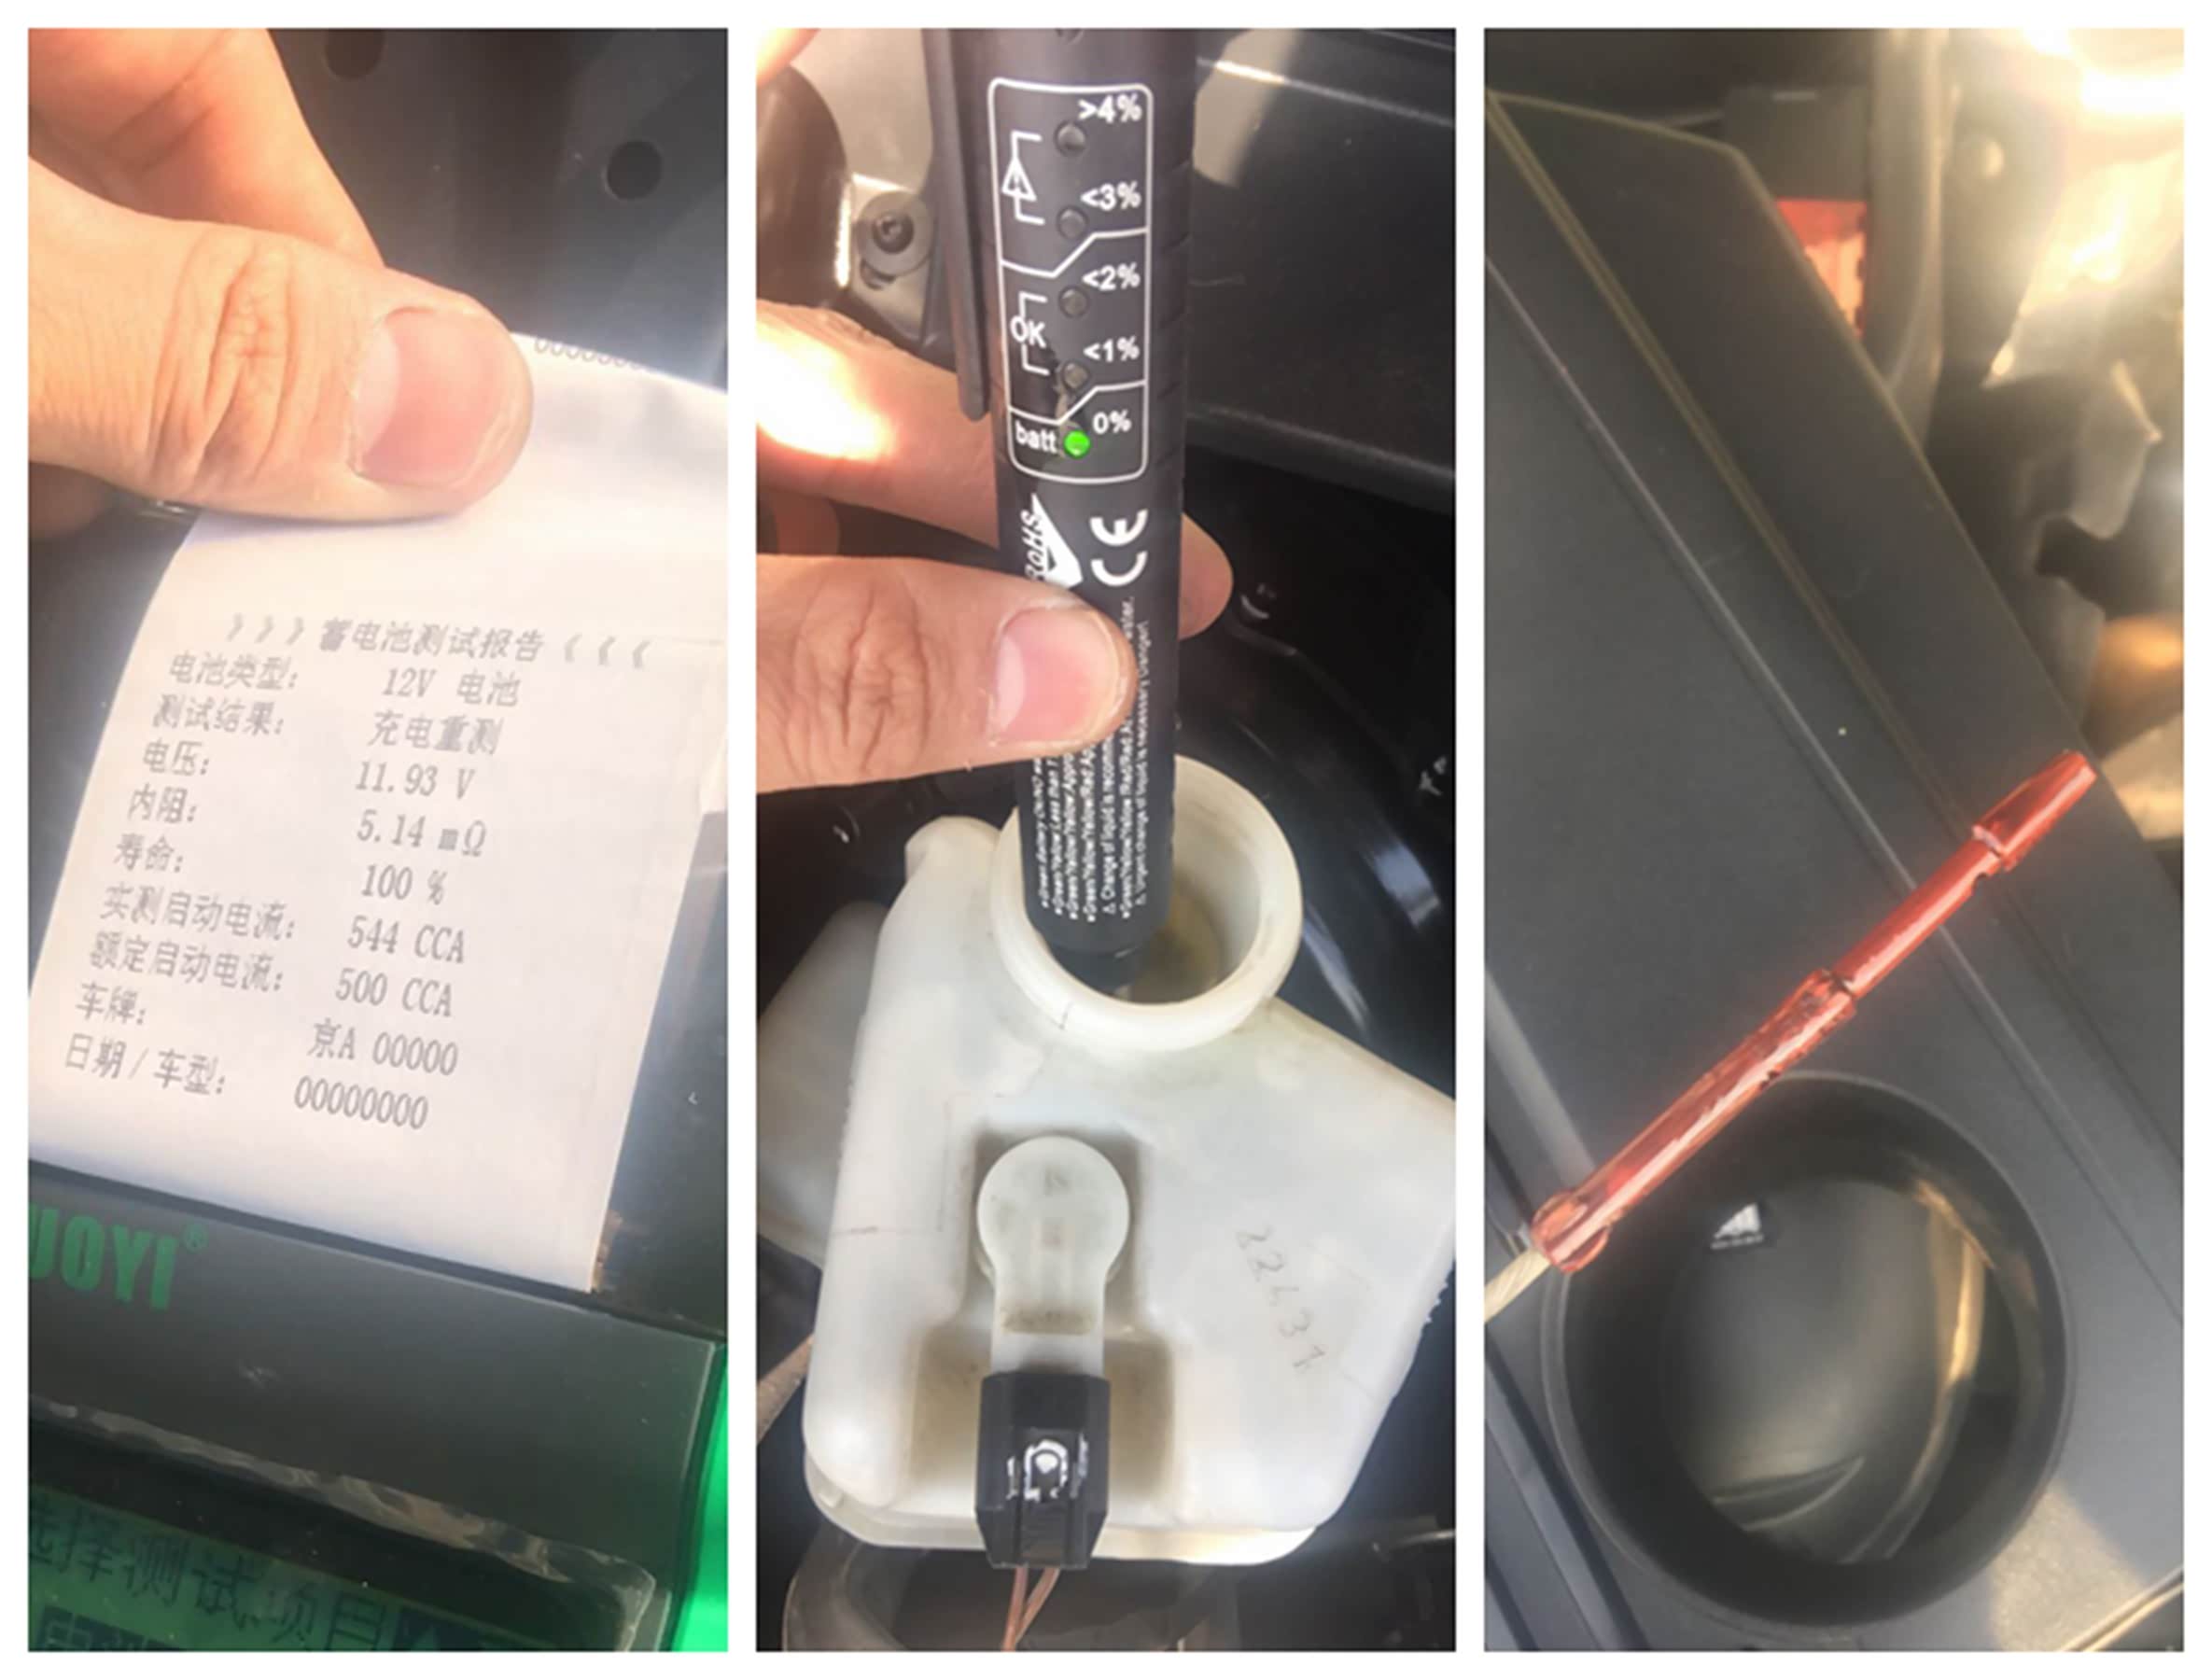 》》》蓄电池测试报告《《《
电池类型: 12V 电池
测试结果: 充电重测
电压: 11.93 V
内阻: 5.14 mΩ
寿命: 100 %
实测启动电流: 544 CCA
额定启动电流: 500 CCA
车牌: 京A 00000
日期/车型: 00000000
UOYI®
选择测试项目
>4%
<3%
<2%
OK
<1%
0%
batt
RoHS
CE